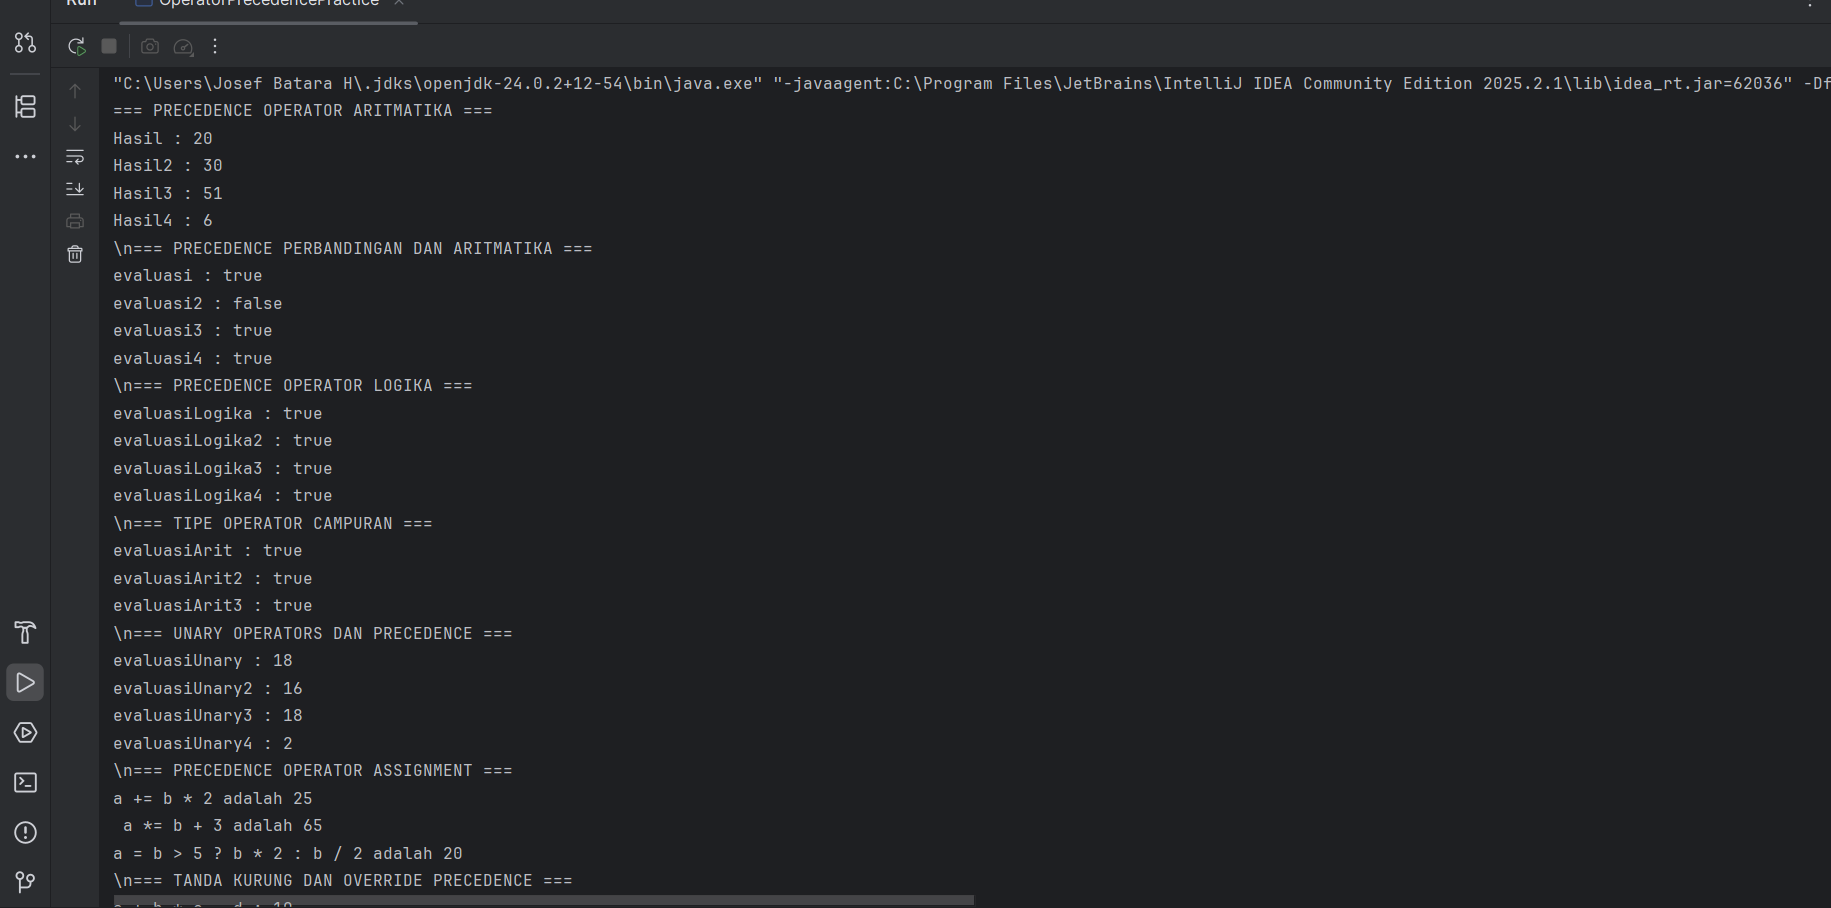 Run OperatorPrecedencePractice
"C:\Users\Josef Batara H\.jdks\openjdk-24.0.2+12-54\bin\java.exe" "-javaagent:C:\Program Files\JetBrains\IntelliJ IDEA Community Edition 2025.2.1\lib\idea_rt.jar=62036" -Df
=== PRECEDENCE OPERATOR ARITMATIKA ===
Hasil : 20
Hasil2 : 30
Hasil3 : 51
Hasil4 : 6
\n=== PRECEDENCE PERBANDINGAN DAN ARITMATIKA ===
evaluasi : true
evaluasi2 : false
evaluasi3 : true
evaluasi4 : true
\n=== PRECEDENCE OPERATOR LOGIKA ===
evaluasiLogika : true
evaluasiLogika2 : true
evaluasiLogika3 : true
evaluasiLogika4 : true
\n=== TIPE OPERATOR CAMPURAN ===
evaluasiArit : true
evaluasiArit2 : true
evaluasiArit3 : true
\n=== UNARY OPERATORS DAN PRECEDENCE ===
evaluasiUnary : 18
evaluasiUnary2 : 16
evaluasiUnary3 : 18
evaluasiUnary4 : 2
\n=== PRECEDENCE OPERATOR ASSIGNMENT ===
a += b * 2 adalah 25
 a *= b + 3 adalah 65
a = b > 5 ? b * 2 : b / 2 adalah 20
\n=== TANDA KURUNG DAN OVERRIDE PRECEDENCE ===